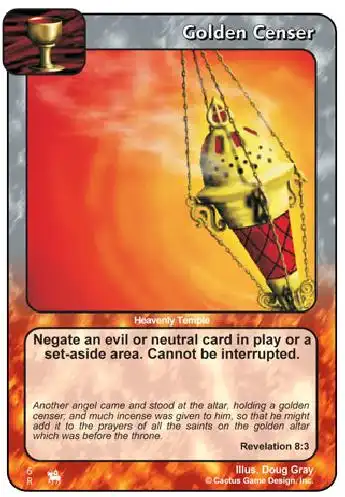 Golden Censer
Heavenly Temple
Negate an evil or neutral card in play or a
set-aside area. Cannot be interrupted.
Another angel came and stood at the altar, holding a golden
censer; and much incense was given to him, so that he might
add it to the prayers of all the saints on the golden altar
which was before the throne.
Revelation 8:3
Illus. Doug Gray
© Cactus Game Design, Inc.
R